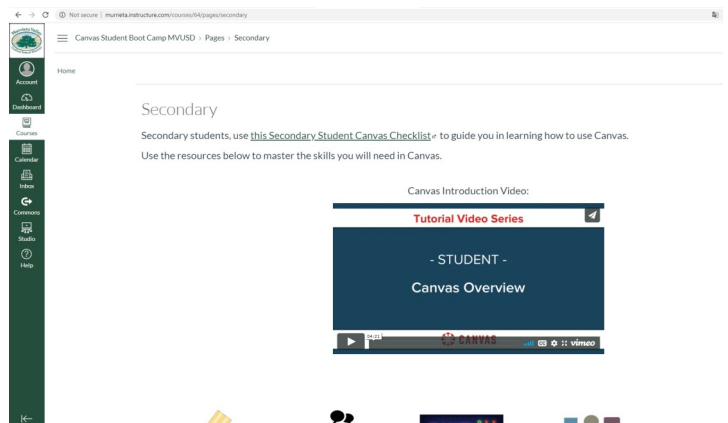 Not secure | murrieta.instructure.com/courses/64/pages/secondary
Canvas Student Boot Camp MVUSD > Pages > Secondary
Home
Account
Dashboard
Courses
Calendar
Inbox
Commons
Studio
Help
Secondary
Secondary students, use this Secondary Student Canvas Checklist to guide you in learning how to use Canvas.
Use the resources below to master the skills you will need in Canvas.
Canvas Introduction Video:
Tutorial Video Series
- STUDENT -
Canvas Overview
04:21
CANVAS
CC
vimeo